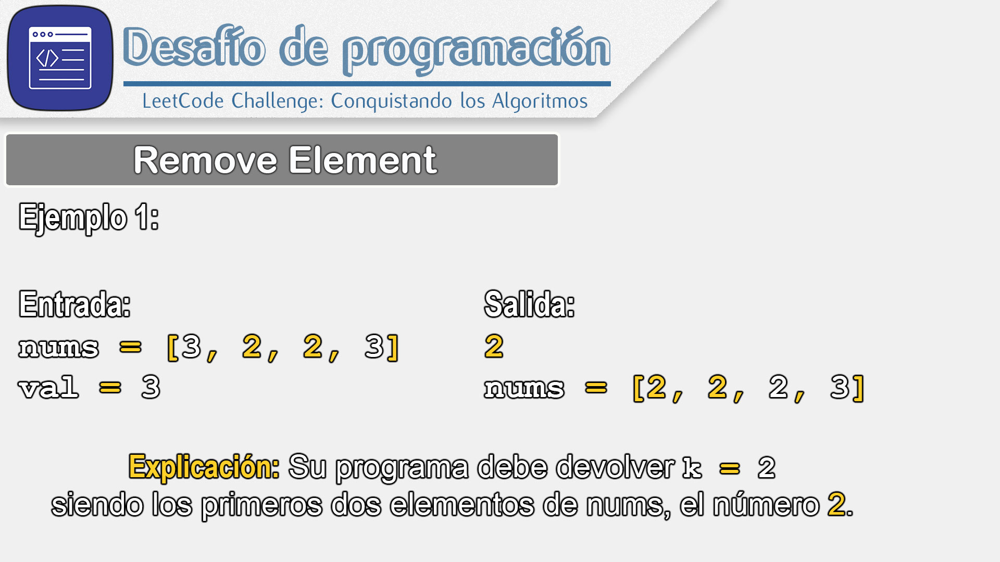 Desafío de programación
LeetCode Challenge: Conquistando los Algoritmos
Remove Element
Ejemplo 1:
Entrada:
nums = [3, 2, 2, 3]
val = 3
Salida:
2
nums = [2, 2, 2, 3]
Explicación: Su programa debe devolver k = 2
siendo los primeros dos elementos de nums, el número 2.